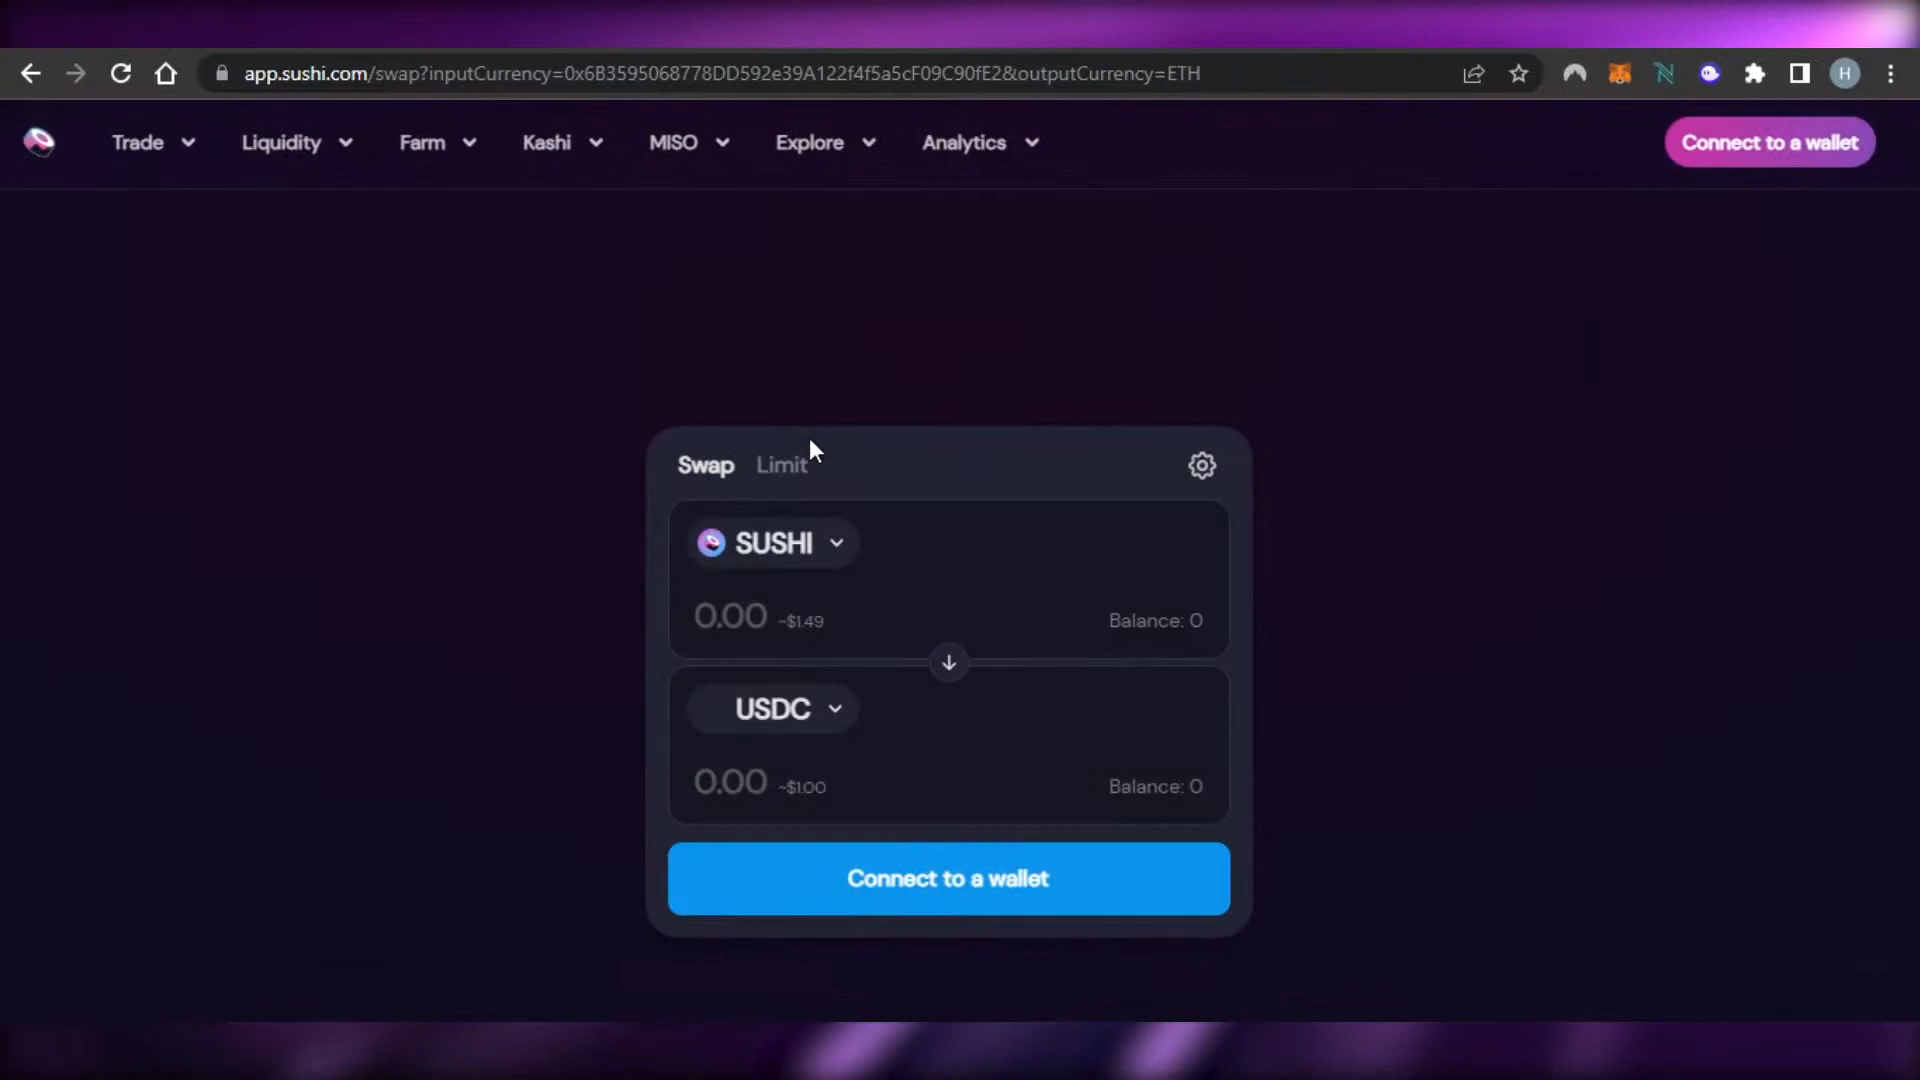 app.sushi.com/swap?inputCurrency=0x6B3595068778DD592e39A122f4f5a5cF09C90fE2&outputCurrency=ETH
H
Trade Liquidity Farm Kashi MISO Explore Analytics Connect to a wallet
Swap Limit
SUSHI
0.00 ~$1.49 Balance: 0
USDC
0.00 ~$1.00 Balance: 0
Connect to a wallet